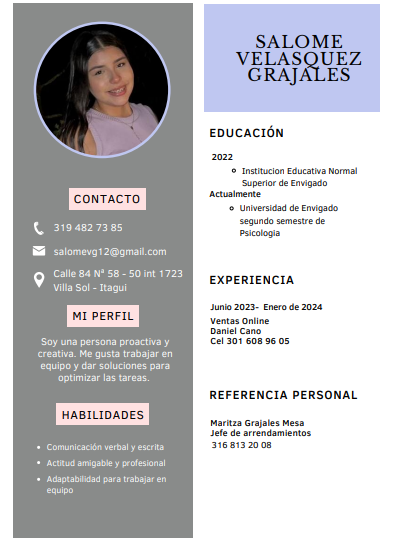 SALOME
VELASQUEZ
GRAJALES
CONTACTO
319 482 73 85
salomevg12@gmail.com
Calle 84 Nª 58 - 50 int 1723
Villa Sol - Itagui
MI PERFIL
Soy una persona proactiva y
creativa. Me gusta trabajar en
equipo y dar soluciones para
optimizar las tareas.
HABILIDADES
• Comunicación verbal y escrita
• Actitud amigable y profesional
• Adaptabilidad para trabajar en
equipo
EDUCACIÓN
2022
Institucion Educativa Normal
Superior de Envigado
Actualmente
Universidad de Envigado
segundo semestre de
Psicologia
EXPERIENCIA
Junio 2023- Enero de 2024
Ventas Online
Daniel Cano
Cel 301 608 96 05
REFERENCIA PERSONAL
Maritza Grajales Mesa
Jefe de arrendamientos
316 813 20 08